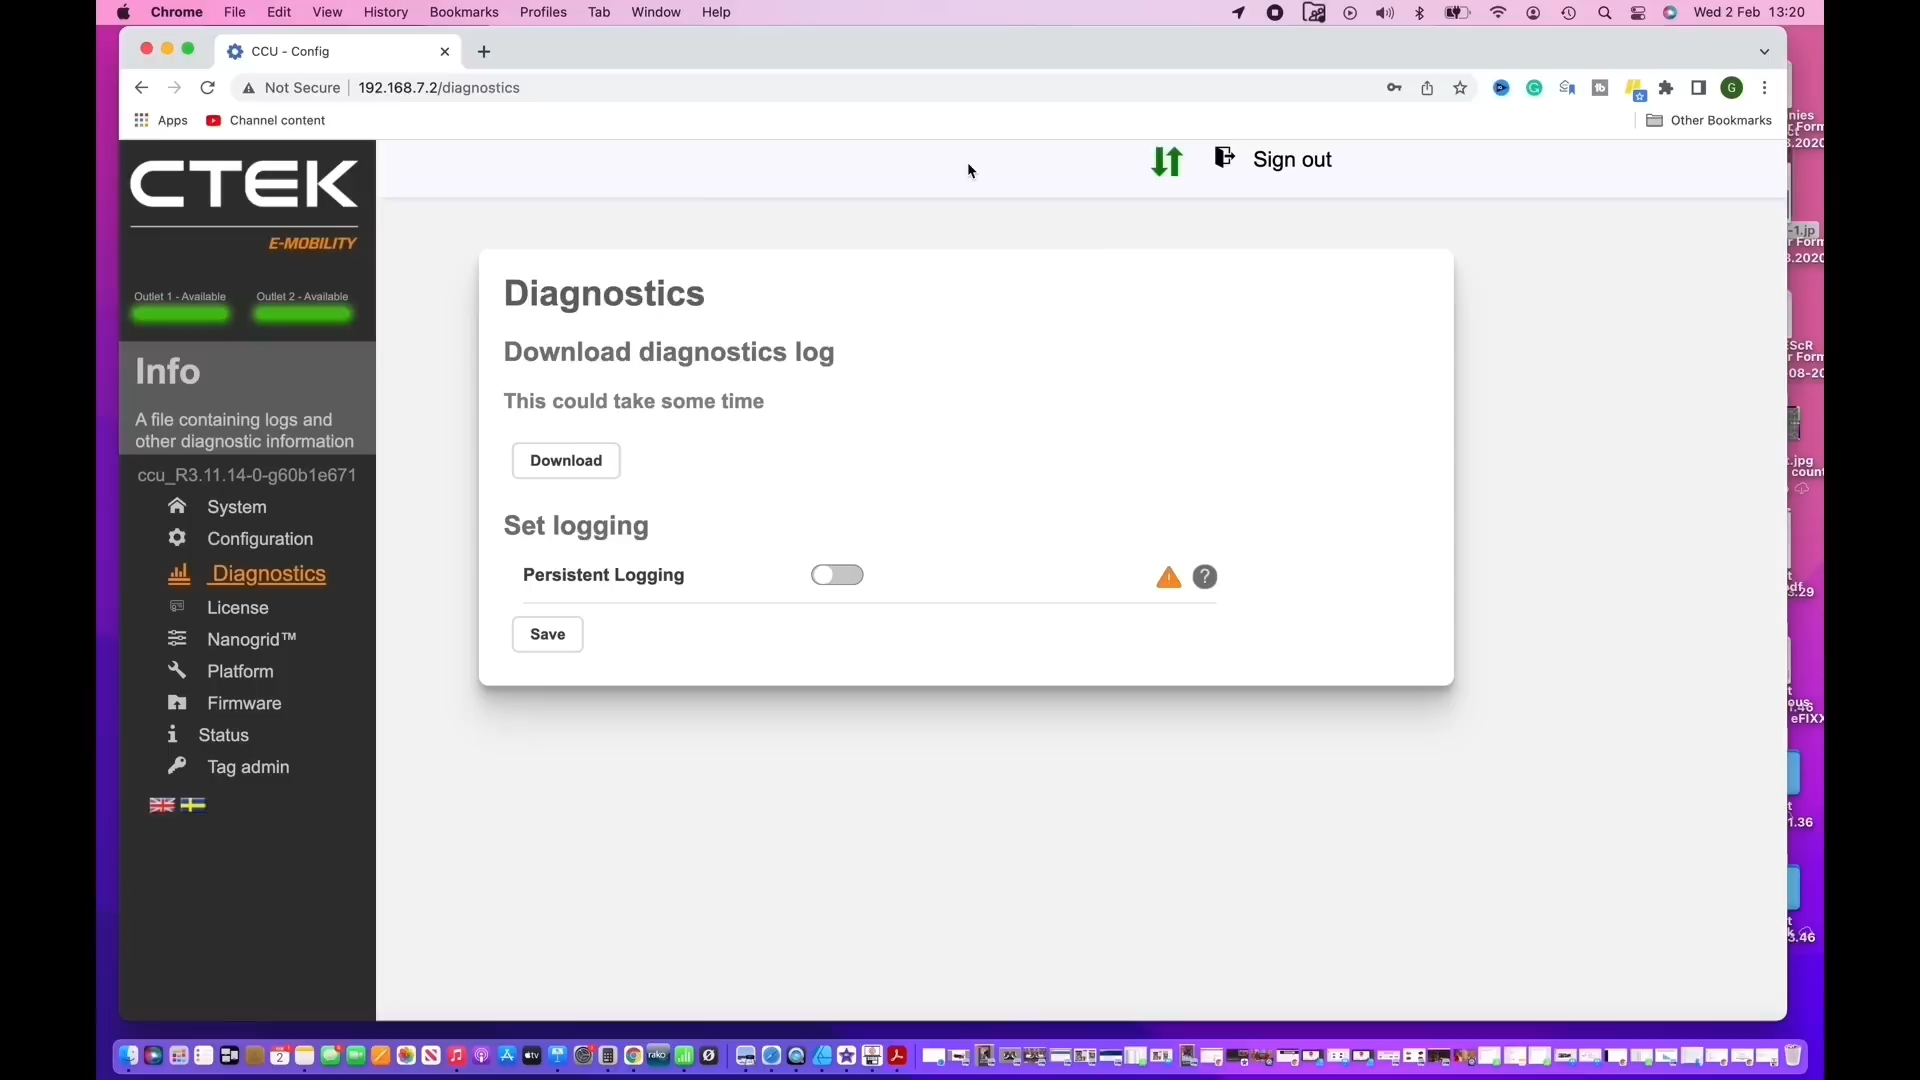 Chrome File Edit View History Bookmarks Profiles Tab Window Help Wed 2 Feb 13:20
CCU - Config
Not Secure 192.168.7.2/diagnostics
Apps Channel content Other Bookmarks
CTEK
E-MOBILITY
Sign out
Outlet 1 - Available Outlet 2 - Available
Info
A file containing logs and
other diagnostic information
ccu_R3.11.14-0-g60b1e671
System
Configuration
Diagnostics
License
Nanogrid™
Platform
Firmware
Status
Tag admin
Diagnostics
Download diagnostics log
This could take some time
Download
Set logging
Persistent Logging
Save